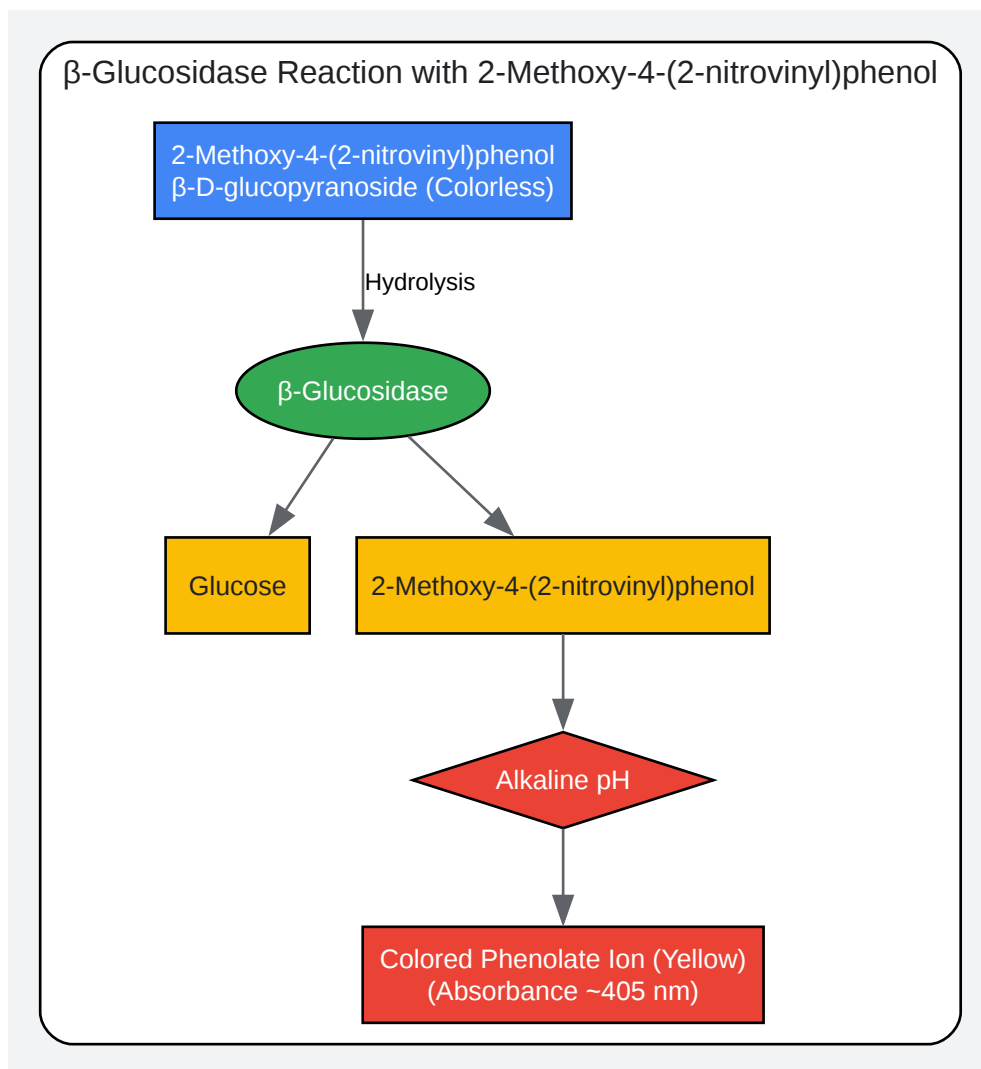 β-Glucosidase Reaction with 2-Methoxy-4-(2-nitrovinyl)phenol
2-Methoxy-4-(2-nitrovinyl)phenol
β-D-glucopyranoside (Colorless)
Hydrolysis
β-Glucosidase
Glucose
2-Methoxy-4-(2-nitrovinyl)phenol
Alkaline pH
Colored Phenolate Ion (Yellow)
(Absorbance ~405 nm)